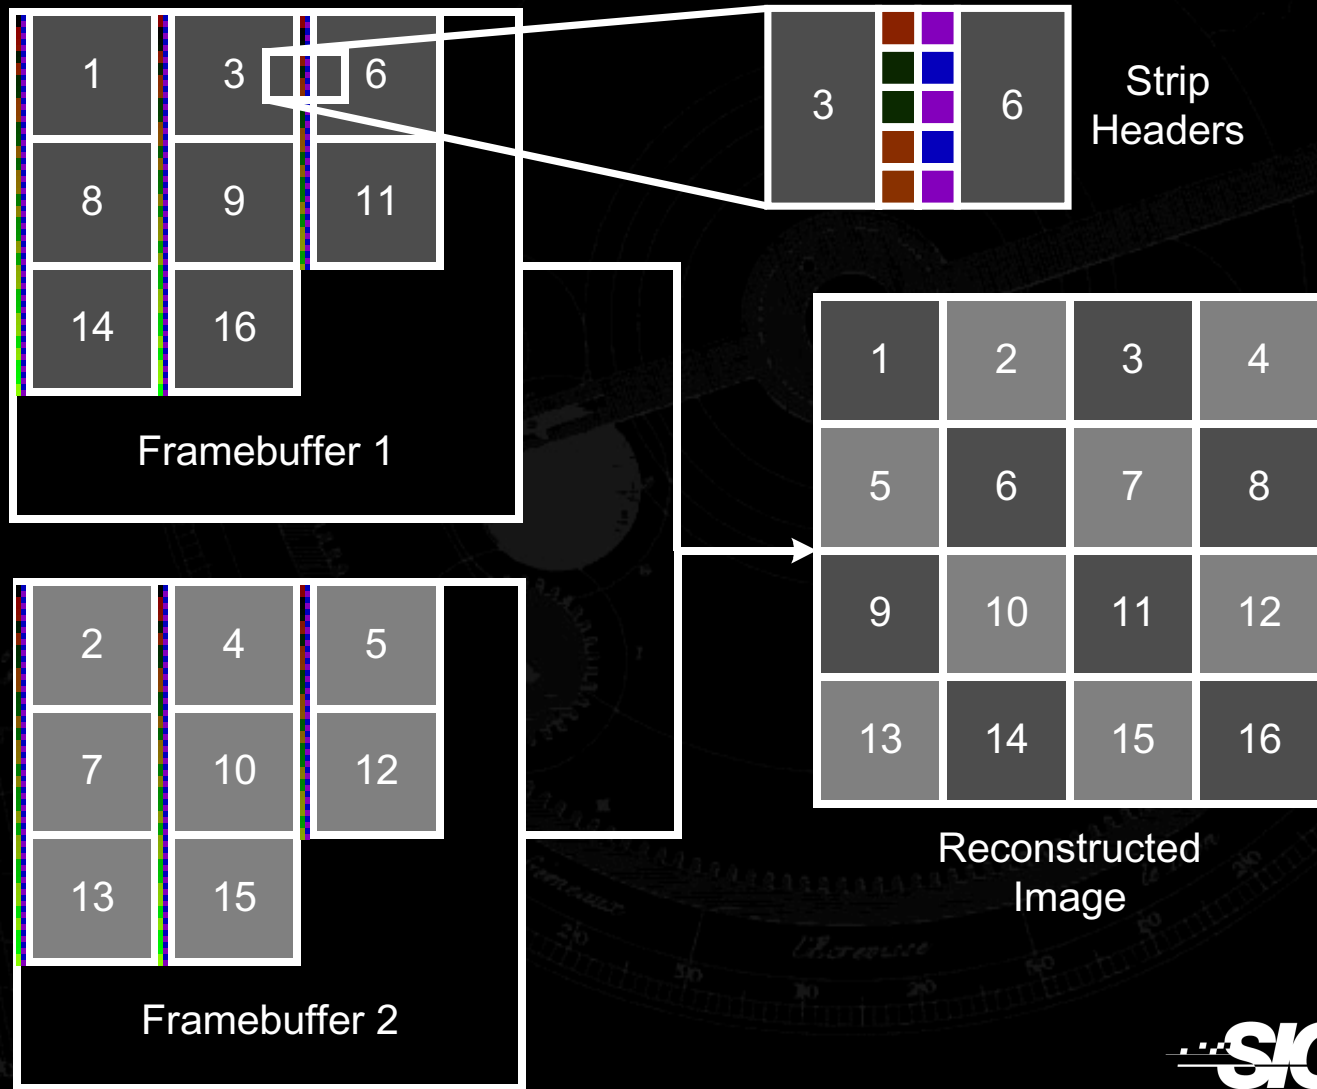 1 3 6
8 9 11
14 16
Framebuffer 1
3 6
Strip
Headers
2 4 5
7 10 12
13 15
Framebuffer 2
1 2 3 4
5 6 7 8
9 10 11 12
13 14 15 16
Reconstructed
Image